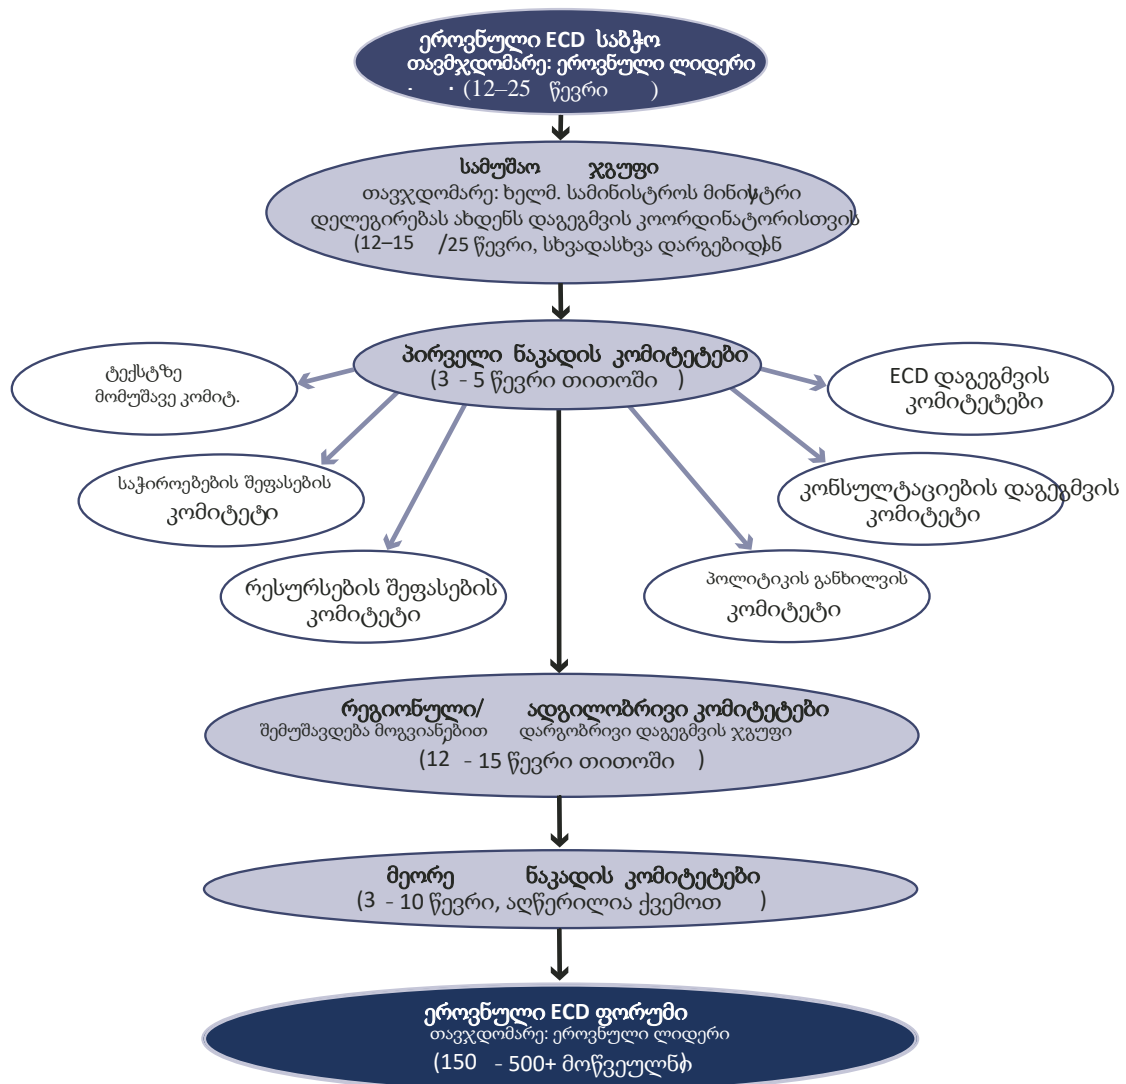 ეროვნული ECD საბჭო
თავმჯდომარე: ეროვნული ლიდერი
(12–25 წევრი )
სამუშაო ჯგუფი
თავჯდომარე: ხელმ. სამინისტროს მინისტრი
დელეგირებას ახდენს დაგეგმვის კოორდინატორისთვის
(12–15 /25 წევრი, სხვადასხვა დარგებიდან)
პირველი ნაკადის კომიტეტები
(3 - 5 წევრი თითოში )
ტექსტზე
მომუშავე კომიტ.
ECD დაგეგმვის
კომიტეტები
საჭიროებების შეფასების
კომიტეტი
კონსულტაციების დაგეგმვის
კომიტეტი
რესურსების შეფასების
კომიტეტი
პოლიტიკის განხილვის
კომიტეტი
რეგიონული/ ადგილობრივი კომიტეტები
შემუშავდება მოგვიანებით, დარგობრივი დაგეგმვის ჯგუფი
(12 - 15 წევრი თითოში )
მეორე ნაკადის კომიტეტები
(3 - 10 წევრი, აღწერილია ქვემოთ )
ეროვნული ECD ფორუმი
თავჯდომარე: ეროვნული ლიდერი
(150 - 500+ მოწვეულნი)